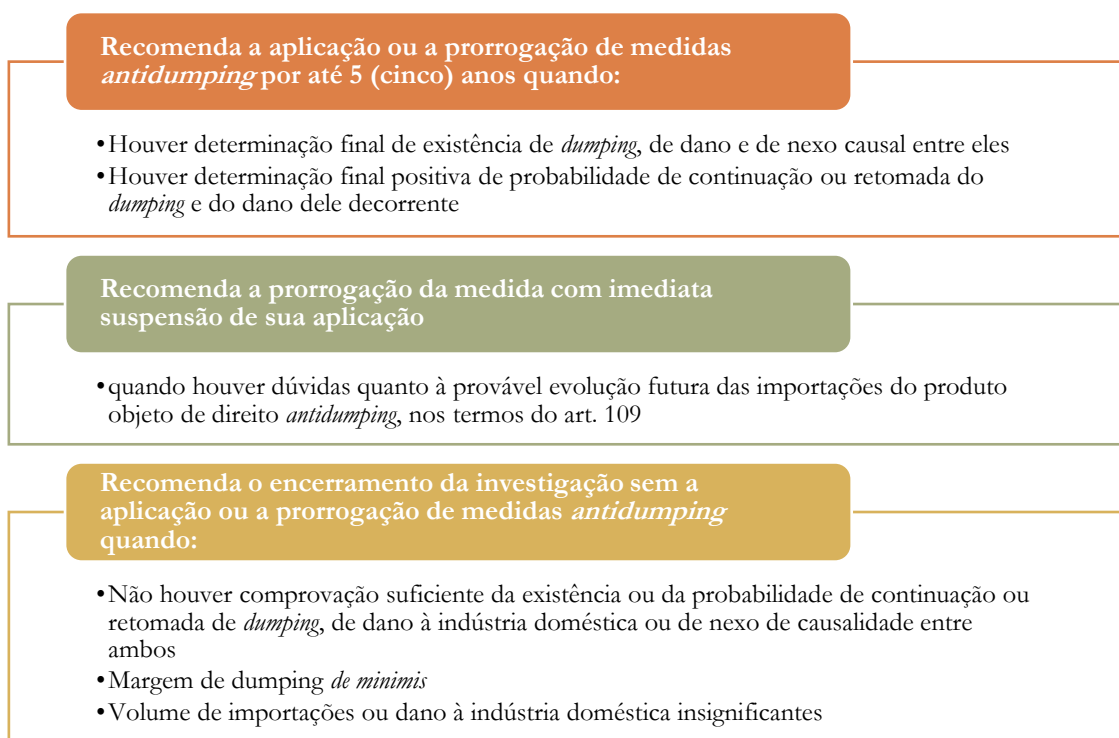 Recomenda a aplicação ou a prorrogação de medidas
antidumping por até 5 (cinco) anos quando:
•Houver determinação final de existência de dumping, de dano e de nexo causal entre eles
•Houver determinação final positiva de probabilidade de continuação ou retomada do
dumping e do dano dele decorrente
Recomenda a prorrogação da medida com imediata
suspensão de sua aplicação
•quando houver dúvidas quanto à provável evolução futura das importações do produto
objeto de direito antidumping, nos termos do art. 109
Recomenda o encerramento da investigação sem a
aplicação ou a prorrogação de medidas antidumping
quando:
•Não houver comprovação suficiente da existência ou da probabilidade de continuação ou
retomada de dumping, de dano à indústria doméstica ou de nexo de causalidade entre
ambos
•Margem de dumping de minimis
•Volume de importações ou dano à indústria doméstica insignificantes